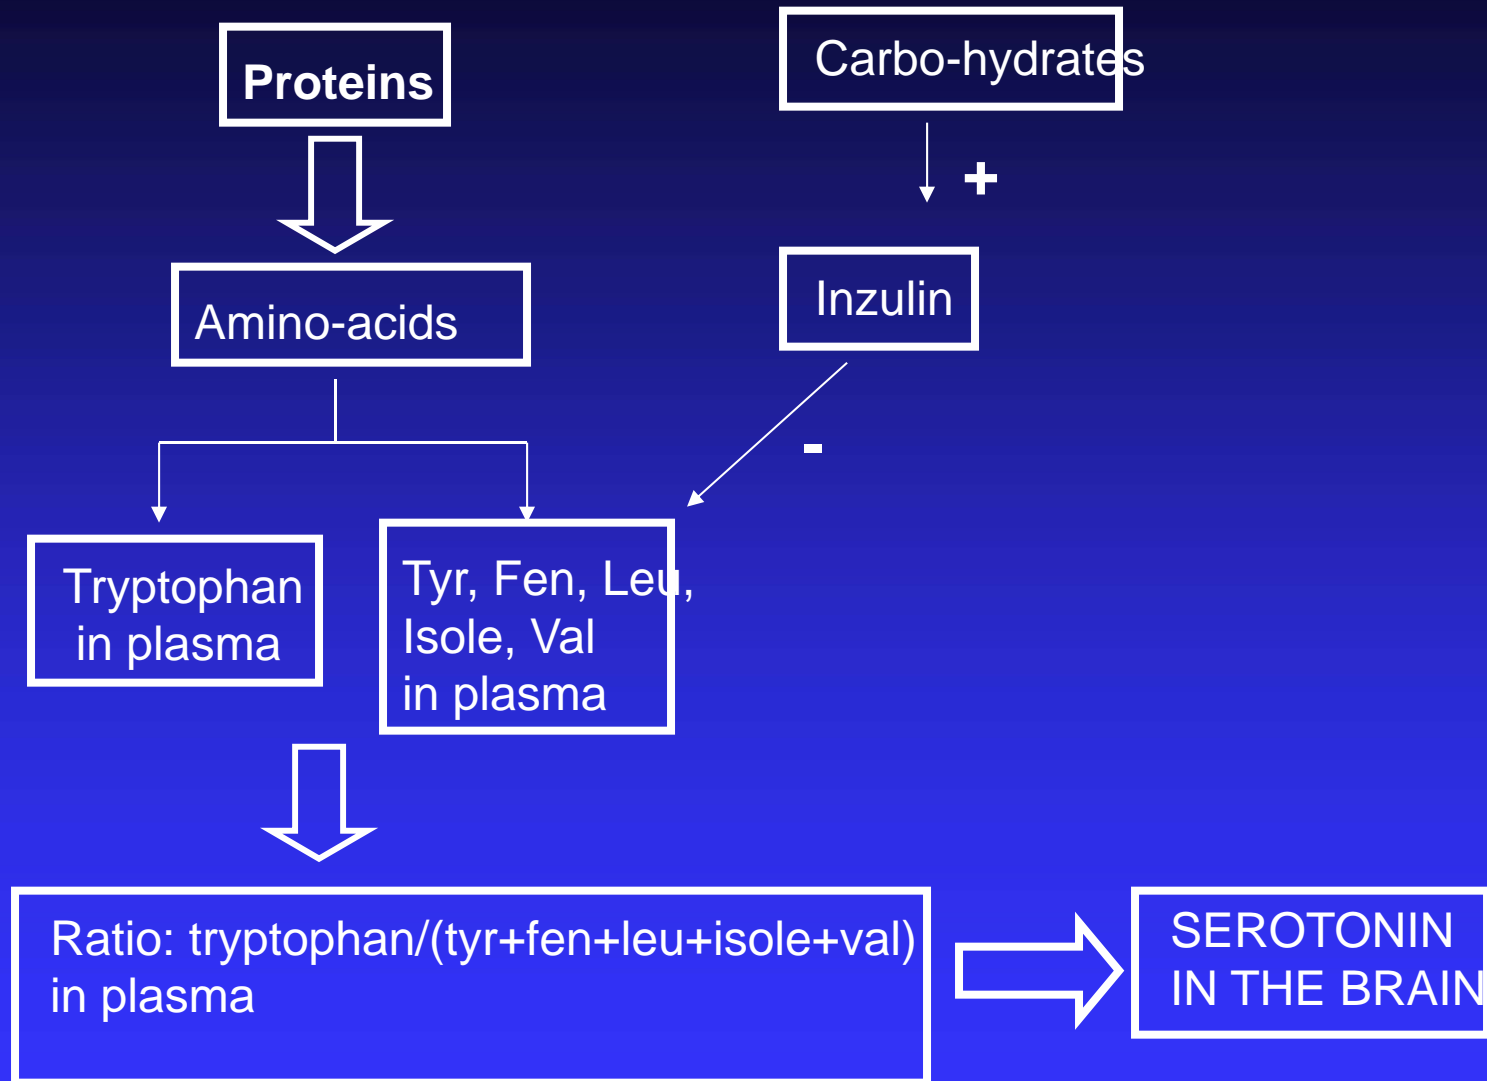 Proteins
Carbo-hydrates
+
Amino-acids
Inzulin
-
Tryptophan
in plasma
Tyr, Fen, Leu,
Isole, Val
in plasma
Ratio: tryptophan/(tyr+fen+leu+isole+val)
in plasma
SEROTONIN
IN THE BRAIN